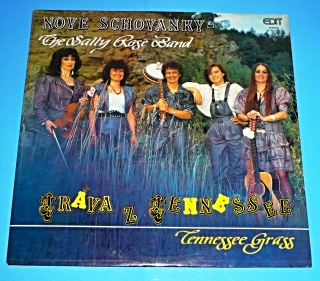 NOVÉ SCHOVANKY
EDIT
The Salty Rose Band
TRÁVA Z TENNESSEE
Tennessee Grass